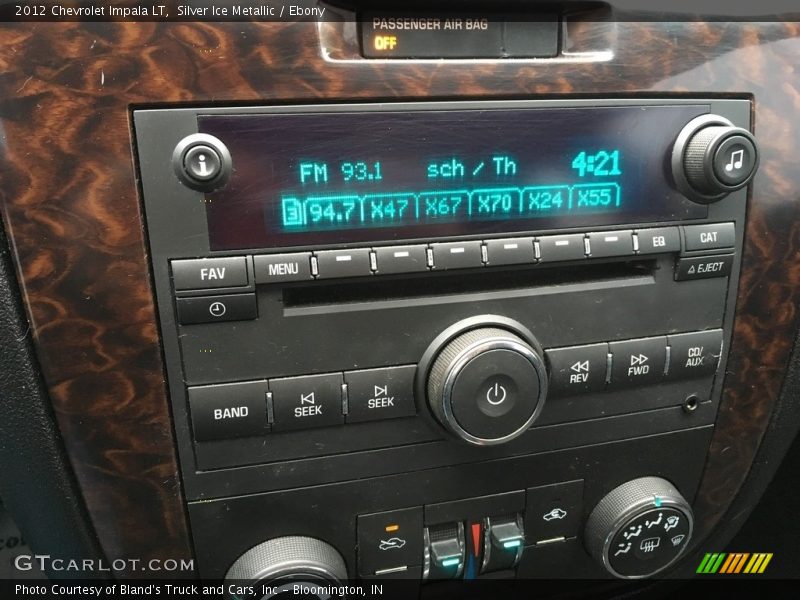 2012 Chevrolet Impala LT,  Silver Ice Metallic / Ebony
PASSENGER AIR BAG
OFF
i
FM 93.1 sch / Th 4:21
3 94.7 X47 X67 X70 X24 X55
FAV MENU EQ CAT
EJECT
BAND SEEK SEEK REV FWD CD/
AUX
GTCARLOT.COM
Photo Courtesy of Bland's Truck and Cars, Inc – Bloomington, IN